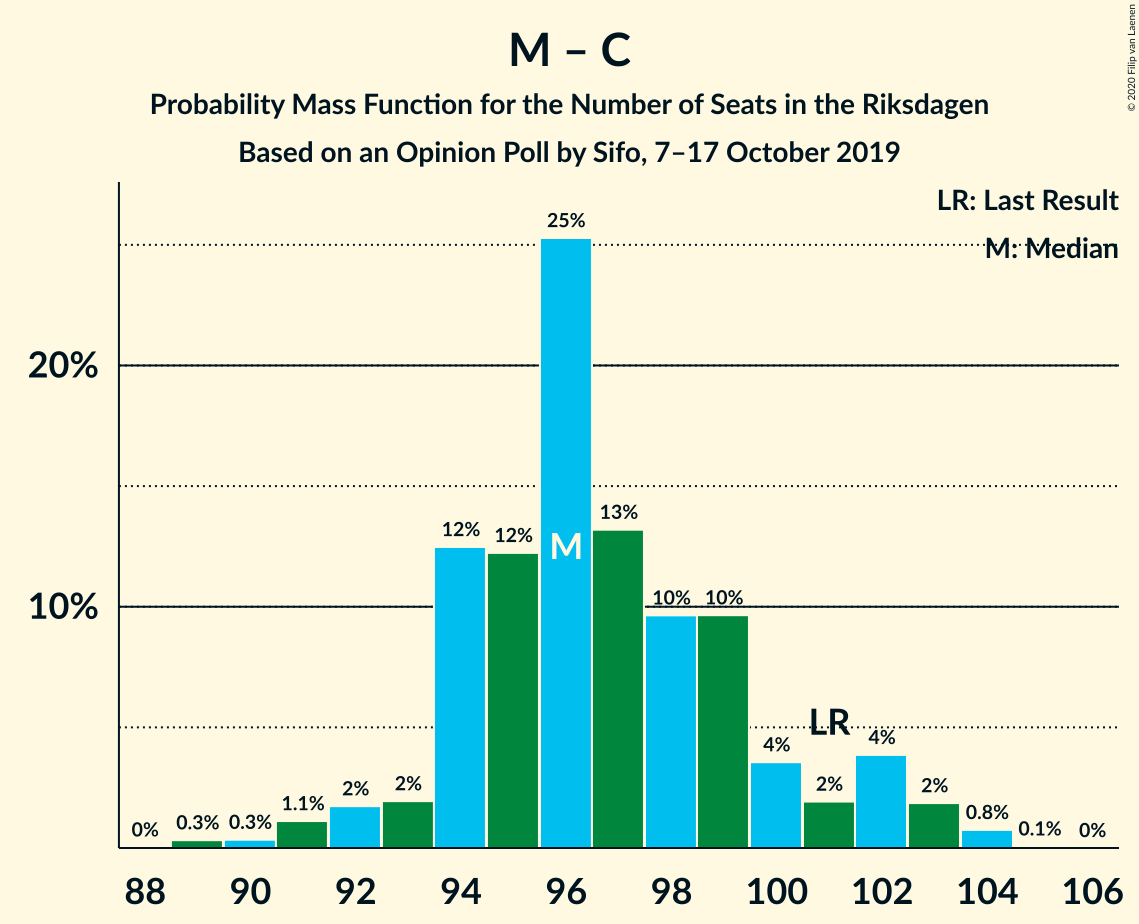 M – C
Probability Mass Function for the Number of Seats in the Riksdagen
Based on an Opinion Poll by Sifo, 7–17 October 2019
© 2020 Filip van Laenen
LR: Last Result
M: Median
20%
10%
0%
0.3%
0.3%
1.1%
2%
2%
12%
12%
25%
M
13%
10%
10%
4%
LR
2%
4%
2%
0.8%
0.1%
0%
88 90 92 94 96 98 100 102 104 106